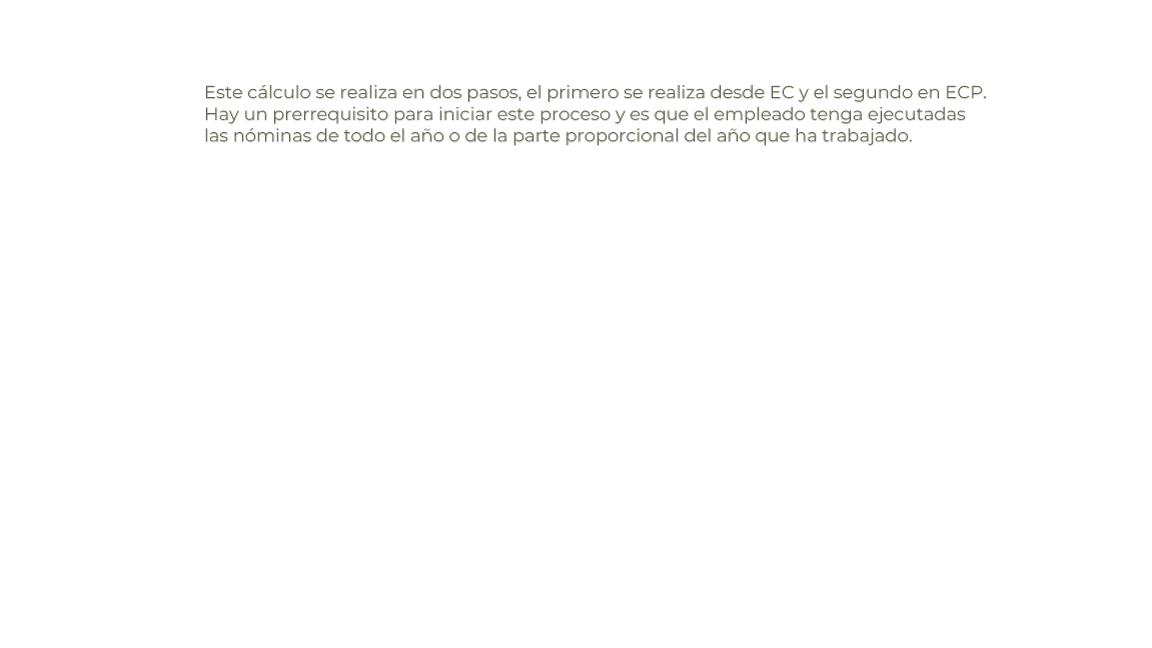 Este cálculo se realiza en dos pasos, el primero se realiza desde EC y el segundo en ECP.
Hay un prerrequisito para iniciar este proceso y es que el empleado tenga ejecutadas
las nóminas de todo el año o de la parte proporcional del año que ha trabajado.